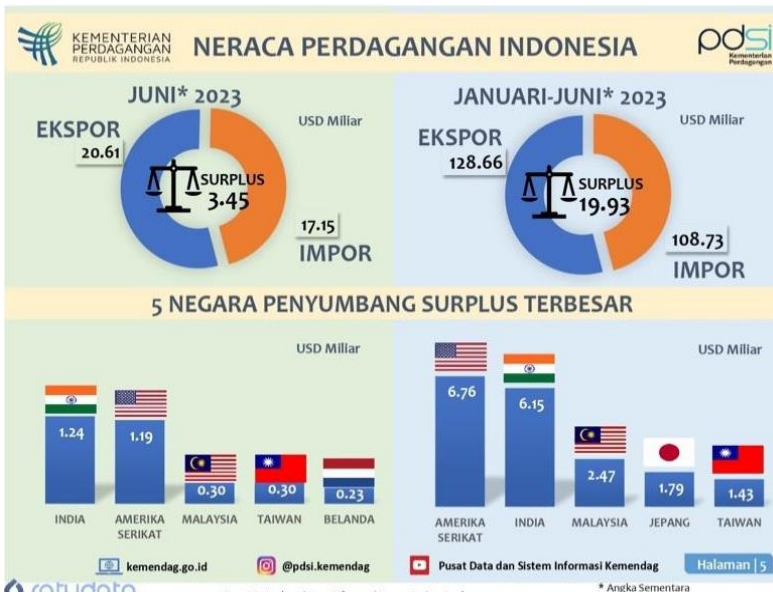 KEMENTERIAN
PERDAGANGAN
REPUBLIK INDONESIA
NERACA PERDAGANGAN INDONESIA
pdsi
Kementerian
Perdagangan
JUNI* 2023
USD Miliar
EKSPOR
20.61
SURPLUS
3.45
17.15
IMPOR
JANUARI-JUNI* 2023
USD Miliar
EKSPOR
128.66
SURPLUS
19.93
108.73
IMPOR
5 NEGARA PENYUMBANG SURPLUS TERBESAR
USD Miliar
1.24
1.19
0.30
0.30
0.23
INDIA
AMERIKA
SERIKAT
MALAYSIA
TAIWAN
BELANDA
USD Miliar
6.76
6.15
2.47
1.79
1.43
AMERIKA
SERIKAT
INDIA
MALAYSIA
JEPANG
TAIWAN
kemendag.go.id
@pdsi.kemendag
Pusat Data dan Sistem Informasi Kemendag
Halaman | 5
* Angka Sementara